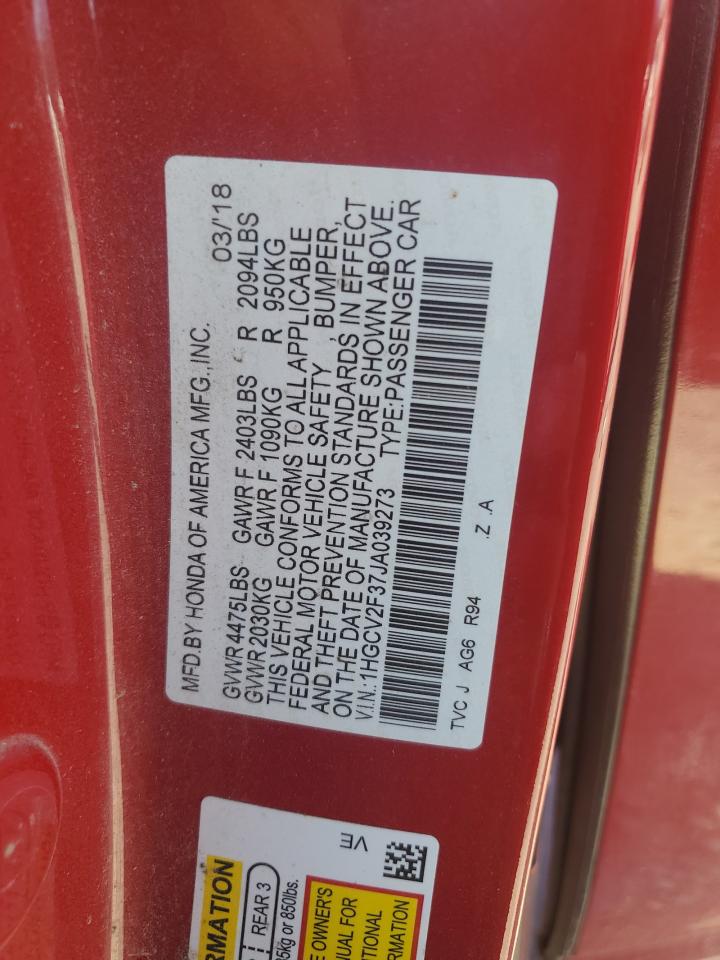 MFD.BY HONDA OF AMERICA MFG.,INC. 03/'18
GVWR 4475LBS GAWR F 2403LBS R 2094LBS
GVWR 2030KG GAWR F 1090KG R 950KG
THIS VEHICLE CONFORMS TO ALL APPLICABLE
FEDERAL MOTOR VEHICLE SAFETY , BUMPER,
AND THEFT PREVENTION STANDARDS IN EFFECT
ON THE DATE OF MANUFACTURE SHOWN ABOVE.
V.I.N.:1HGCV2F37JA039273 TYPE:PASSENGER CAR
TVC J AG6 R94 .Z .A
RMATION
REAR 3
5kg or 850lbs.
E OWNER'S
UAL FOR
TIONAL
RMATION
VE